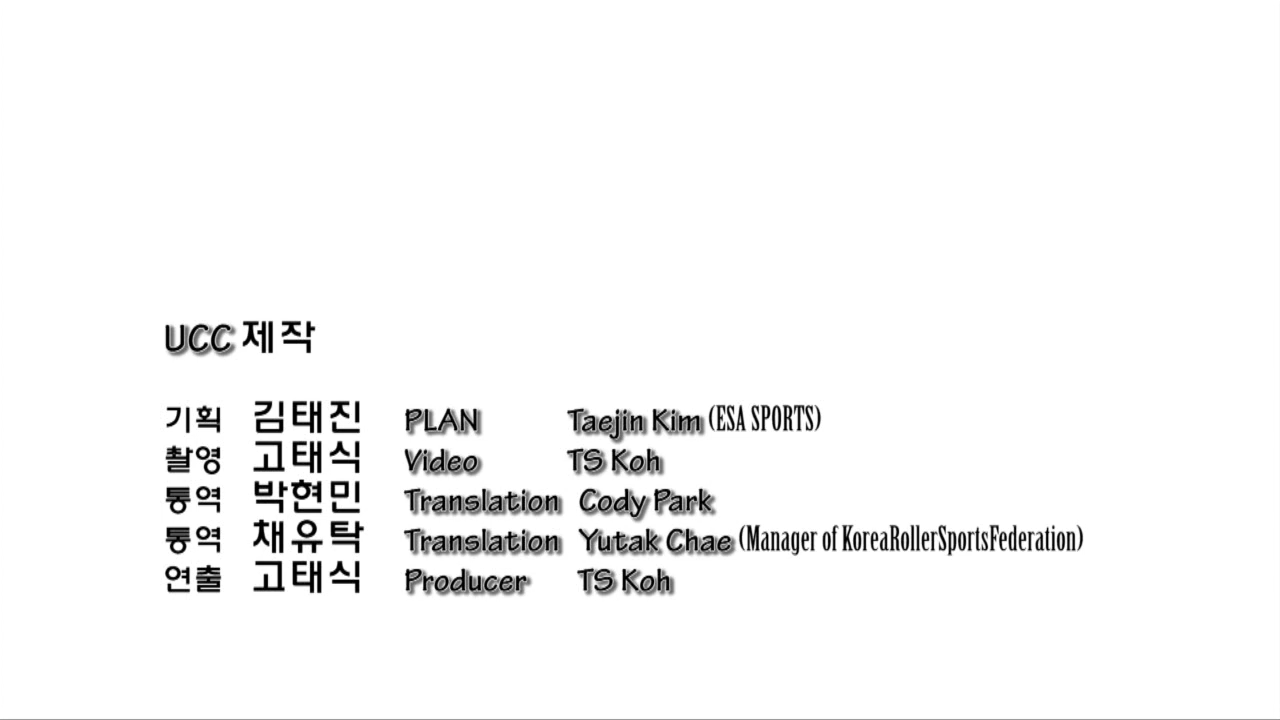 UCC 제작
기획 김태진 PLAN Taejin Kim (ESA SPORTS)
촬영 고태식 Video TS Koh
통역 박현민 Translation Cody Park
통역 채유탁 Translation Yutak Chae (Manager of KoreaRollerSportsFederation)
연출 고태식 Producer TS Koh